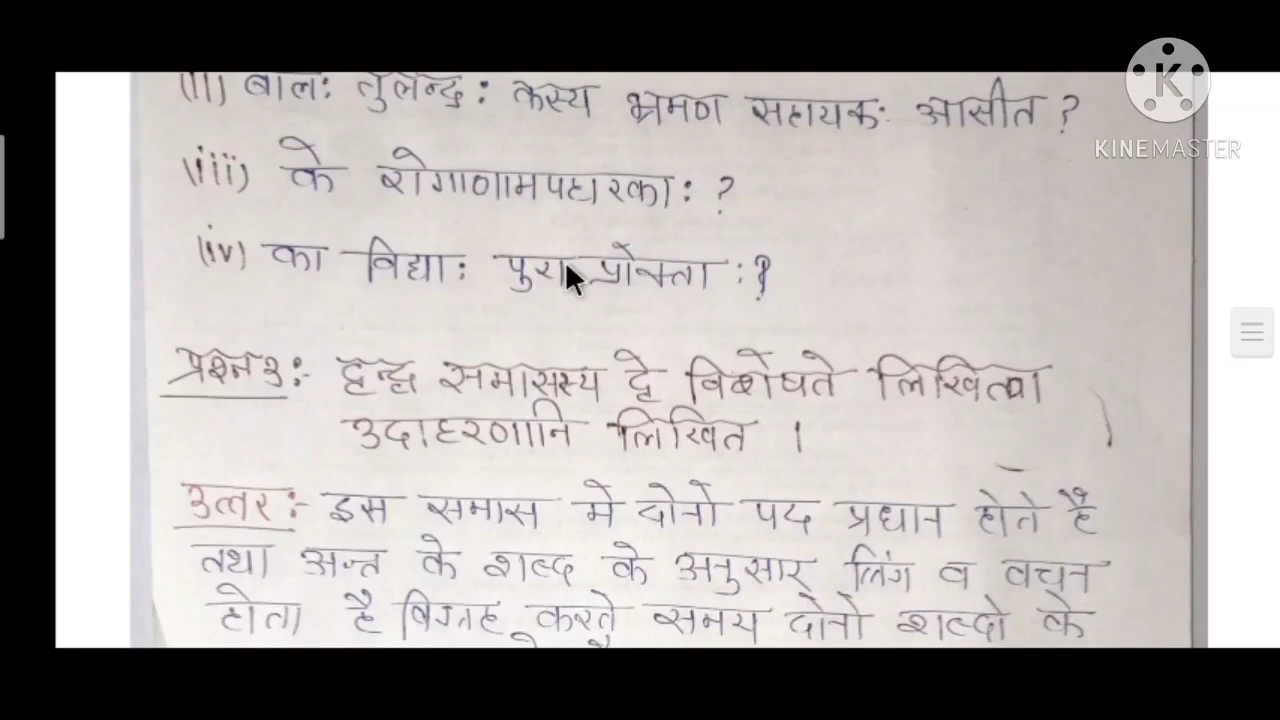 (ii) बालः तुलेन्द्रः कस्य भ्रमण सहायकः आसीत ?
KINEMASTER
(iii) के रोगाणामपहारकाः ?
(iv) का विद्याः पुरा प्रोक्ता : ?
प्रश्न 3:- द्वन्द्व समासस्य द्वे विशेषते लिखित्वा
उदाहरणानि लिखित ।
उत्तर :- इस समास मे दोनो पद प्रधान होते है
तथा अन्त के शब्द के अनुसार लिंग व वचन
होता है विग्रह करते समय दोनो शब्दो के